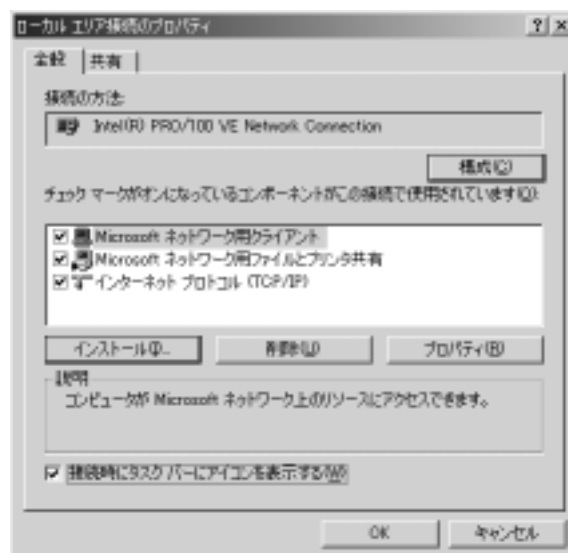 ローカル エリア接続のプロパティ
全般 共有
接続の方法:
Intel(R) PRO/100 VE Network Connection
構成(C)
チェック マークがオンになっているコンポーネントがこの接続で使用されています(O):
Microsoft ネットワーク用クライアント
Microsoft ネットワーク用ファイルとプリンタ共有
インターネット プロトコル (TCP/IP)
インストール(I)... 削除(U) プロパティ(R)
説明
コンピュータが Microsoft ネットワーク上のリソースにアクセスできます。
接続時にタスク バーにアイコンを表示する(W)
OK キャンセル